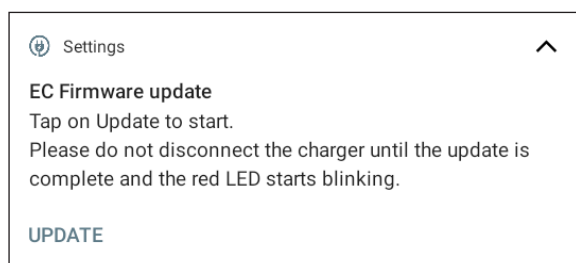 Settings
EC Firmware update
Tap on Update to start.
Please do not disconnect the charger until the update is
complete and the red LED starts blinking.
UPDATE